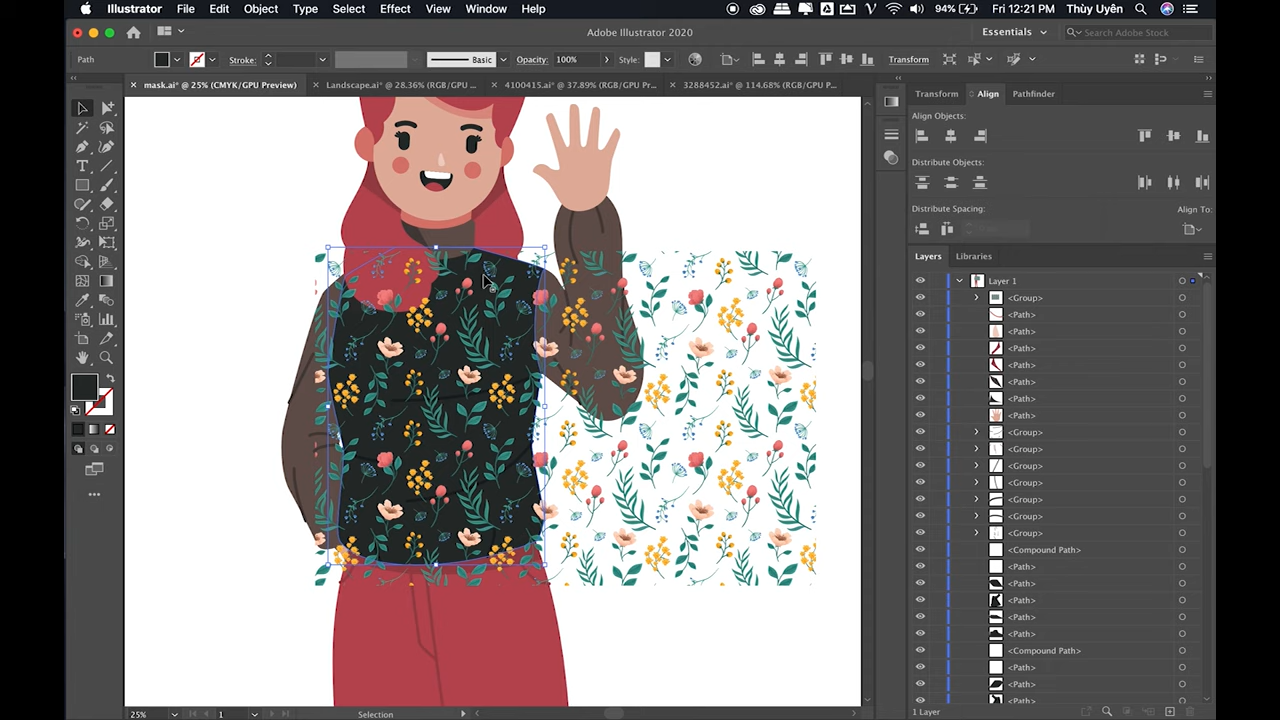 Illustrator File Edit Object Type Select Effect View Window Help 94% Fri 12:21 PM Thùy Uyên
Adobe Illustrator 2020 Essentials Search Adobe Stock
Path Stroke: Basic Opacity: 100% Style: Transform
mask.ai* @ 25% (CMYK/GPU Preview) Landscape.ai* @ 28.36% (RGB/GPU ... 4100415.ai* @ 37.89% (RGB/GPU Pr... 3288452.ai* @ 114.68% (RGB/GPU P...
Transform Align Pathfinder
Align Objects:
Distribute Objects:
Distribute Spacing: Align To:
Layers Libraries
Layer 1
<Group>
<Path>
<Path>
<Path>
<Path>
<Path>
<Path>
<Path>
<Group>
<Group>
<Group>
<Group>
<Group>
<Group>
<Group>
<Compound Path>
<Path>
<Path>
<Path>
<Path>
<Path>
<Compound Path>
<Path>
<Path>
<Path>
25% 1 Selection 1 Layer